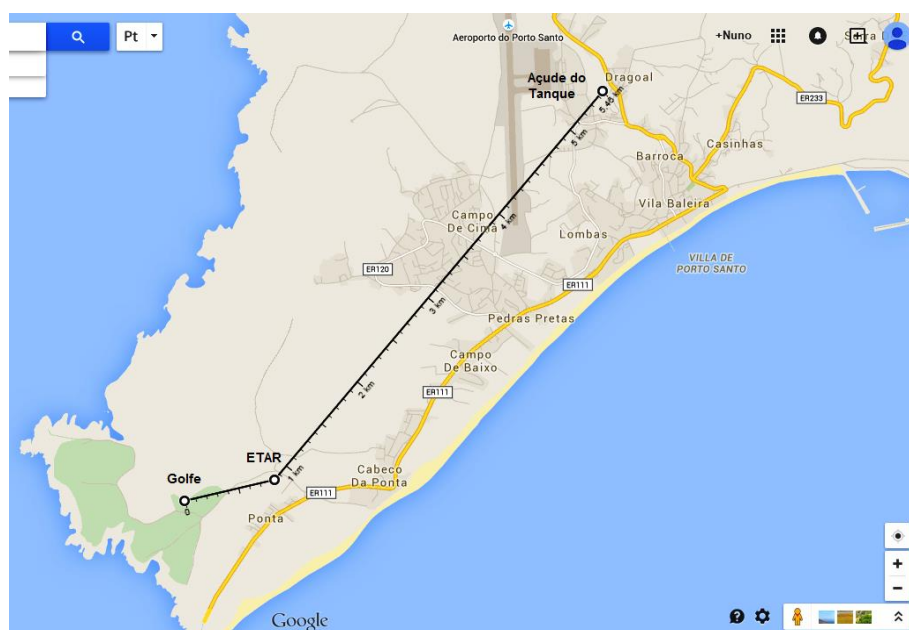 Pt
Aeroporto do Porto Santo
+Nuno
Açude do
Tanque
Dragoal
5.46 km
ER233
5 km
Casinhas
Barroca
Campo
De Cima
4 km
Vila Baleira
Lombas
VILLA DE
PORTO SANTO
ER120
ER111
3 km
Pedras Pretas
Campo
De Baixo
2 km
ER111
ETAR
Golfe
1 km
Cabeco
Da Ponta
ER111
0
Ponta
Google